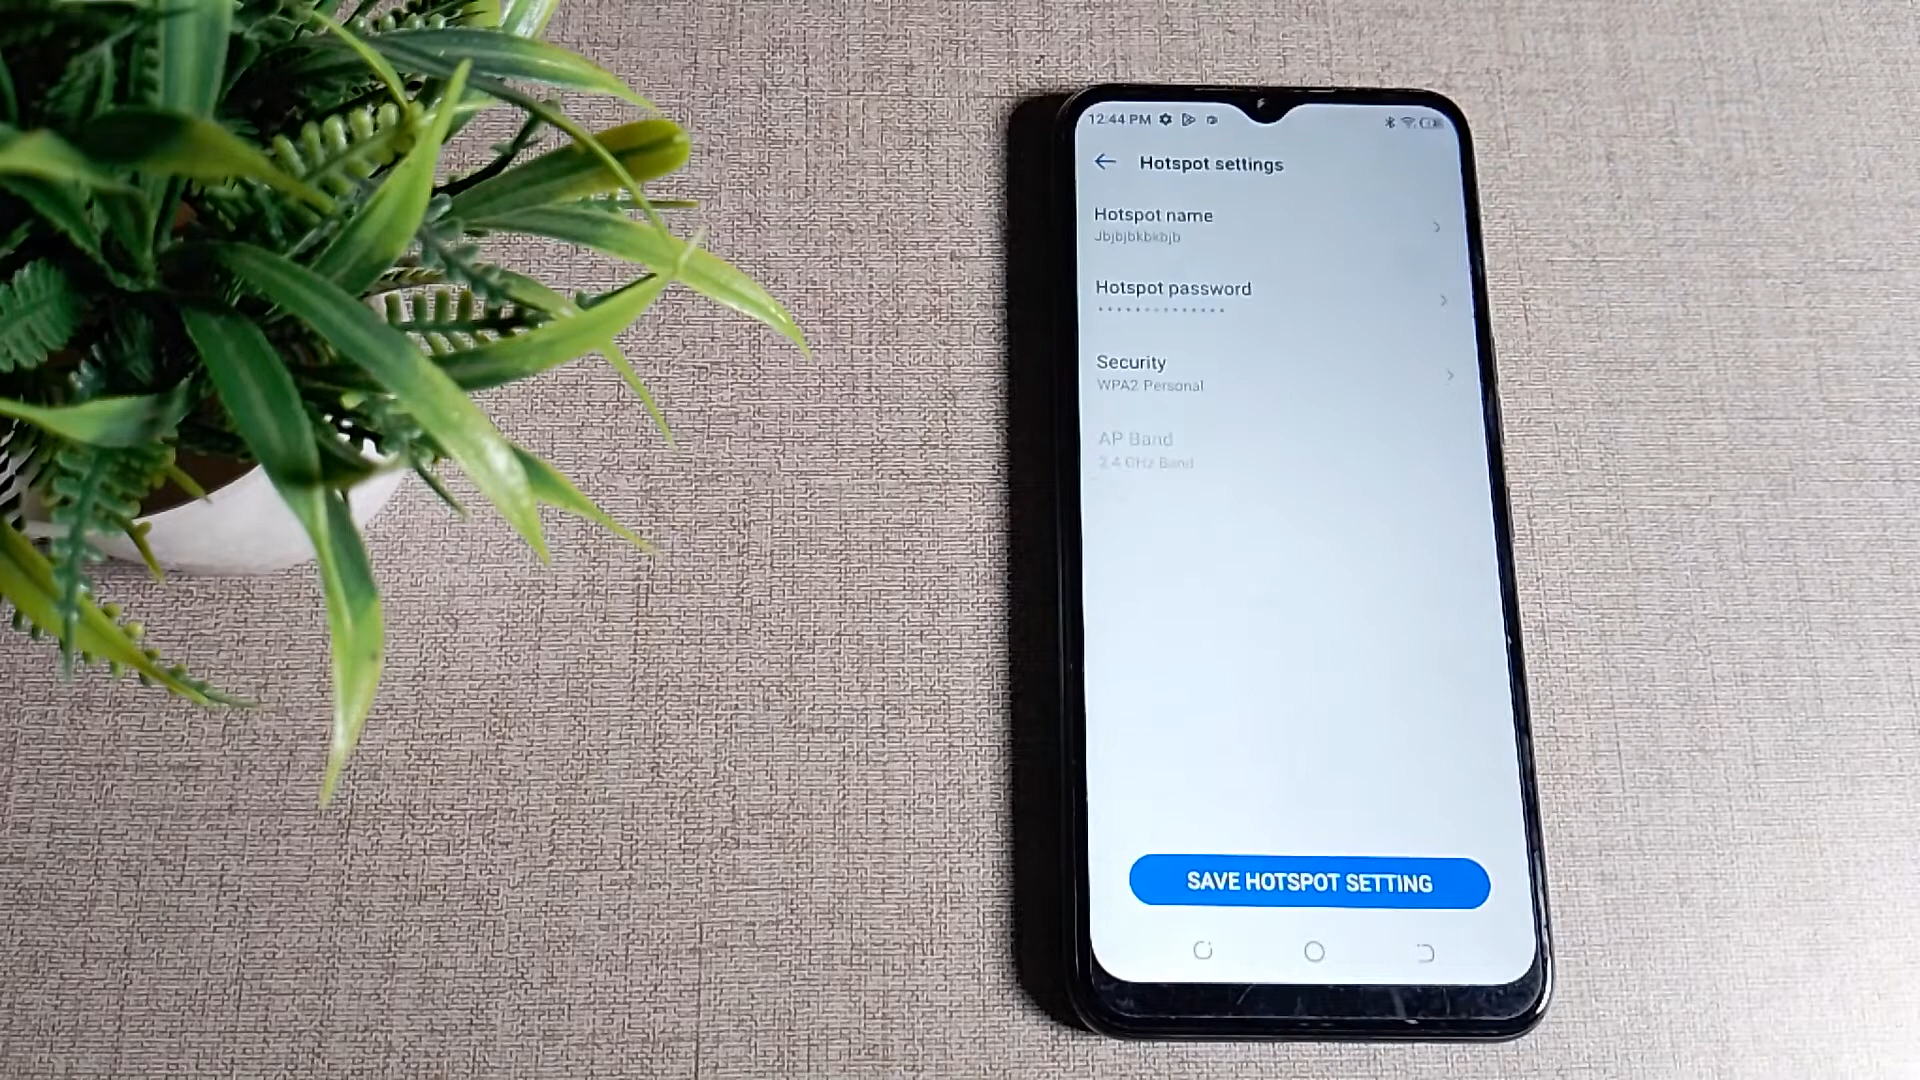 12:44 PM
Hotspot settings
Hotspot name
Jbjbjbkbkbjb
Hotspot password
••••••••••••••
Security
WPA2 Personal
AP Band
2.4 GHz Band
SAVE HOTSPOT SETTING